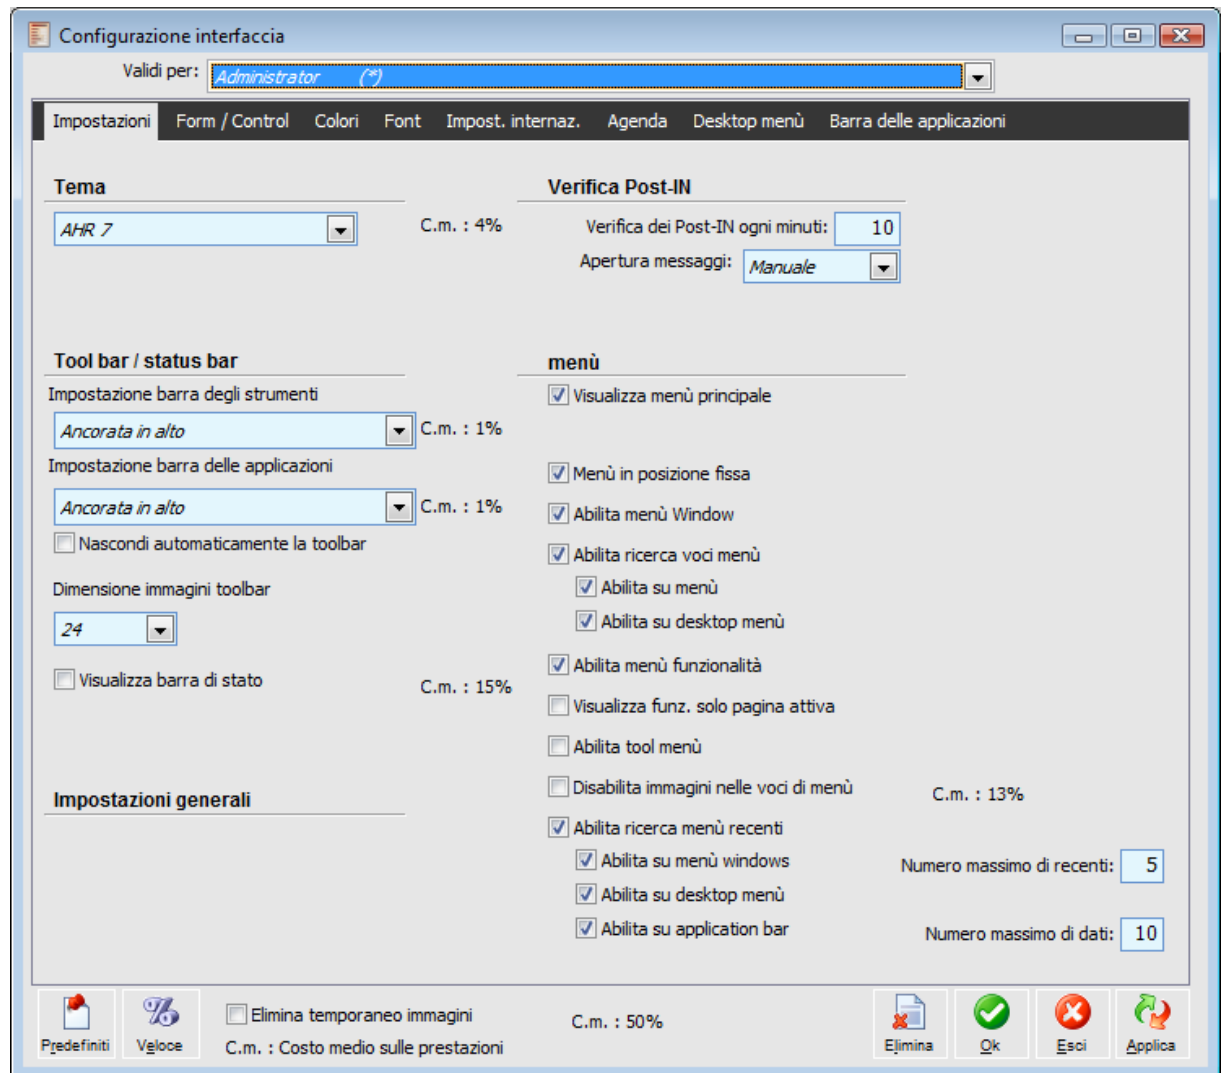 Configurazione interfaccia
Validi per: Administrator (*)
Impostazioni Form / Control Colori Font Impost. internaz. Agenda Desktop menù Barra delle applicazioni
Tema
AHR 7
C.m. : 4%
Verifica Post-IN
Verifica dei Post-IN ogni minuti: 10
Apertura messaggi: Manuale
Tool bar / status bar
Impostazione barra degli strumenti
Ancorata in alto
C.m. : 1%
Impostazione barra delle applicazioni
Ancorata in alto
C.m. : 1%
Nascondi automaticamente la toolbar
Dimensione immagini toolbar
24
Visualizza barra di stato
C.m. : 15%
Impostazioni generali
menù
Visualizza menù principale
Menù in posizione fissa
Abilita menù Window
Abilita ricerca voci menù
Abilita su menù
Abilita su desktop menù
Abilita menù funzionalità
Visualizza funz. solo pagina attiva
Abilita tool menù
Disabilita immagini nelle voci di menù
C.m. : 13%
Abilita ricerca menù recenti
Abilita su menù windows
Numero massimo di recenti: 5
Abilita su desktop menù
Abilita su application bar
Numero massimo di dati: 10
Predefiniti
Veloce
Elimina temporaneo immagini
C.m. : Costo medio sulle prestazioni
C.m. : 50%
Elimina
Ok
Esci
Applica